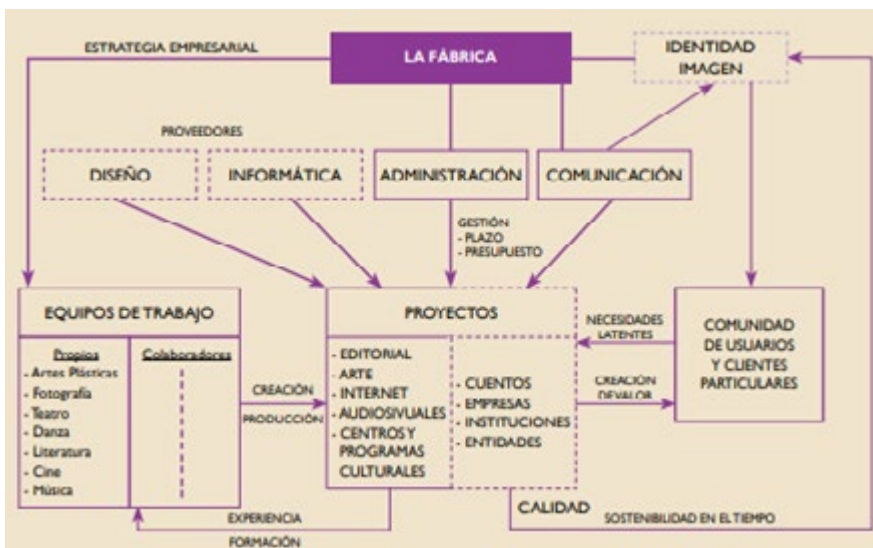 ESTRATEGIA EMPRESARIAL
LA FÁBRICA
IDENTIDAD
IMAGEN
PROVEEDORES
DISEÑO
INFORMÁTICA
ADMINISTRACIÓN
COMUNICACIÓN
GESTIÓN
- PLAZO
- PRESUPUESTO
EQUIPOS DE TRABAJO
Propios
- Artes Plásticas
- Fotografía
- Teatro
- Danza
- Literatura
- Cine
- Música
Colaboradores
CREACIÓN
PRODUCCIÓN
PROYECTOS
- EDITORIAL
- ARTE
- INTERNET
- AUDIOSIVUALES
- CENTROS Y
PROGRAMAS
CULTURALES
- CUENTOS
- EMPRESAS
- INSTITUCIONES
- ENTIDADES
NECESIDADES
LATENTES
CREACIÓN
DE VALOR
COMUNIDAD
DE USUARIOS
Y CLIENTES
PARTICULARES
EXPERIENCIA
FORMACIÓN
CALIDAD
SOSTENIBILIDAD EN EL TIEMPO